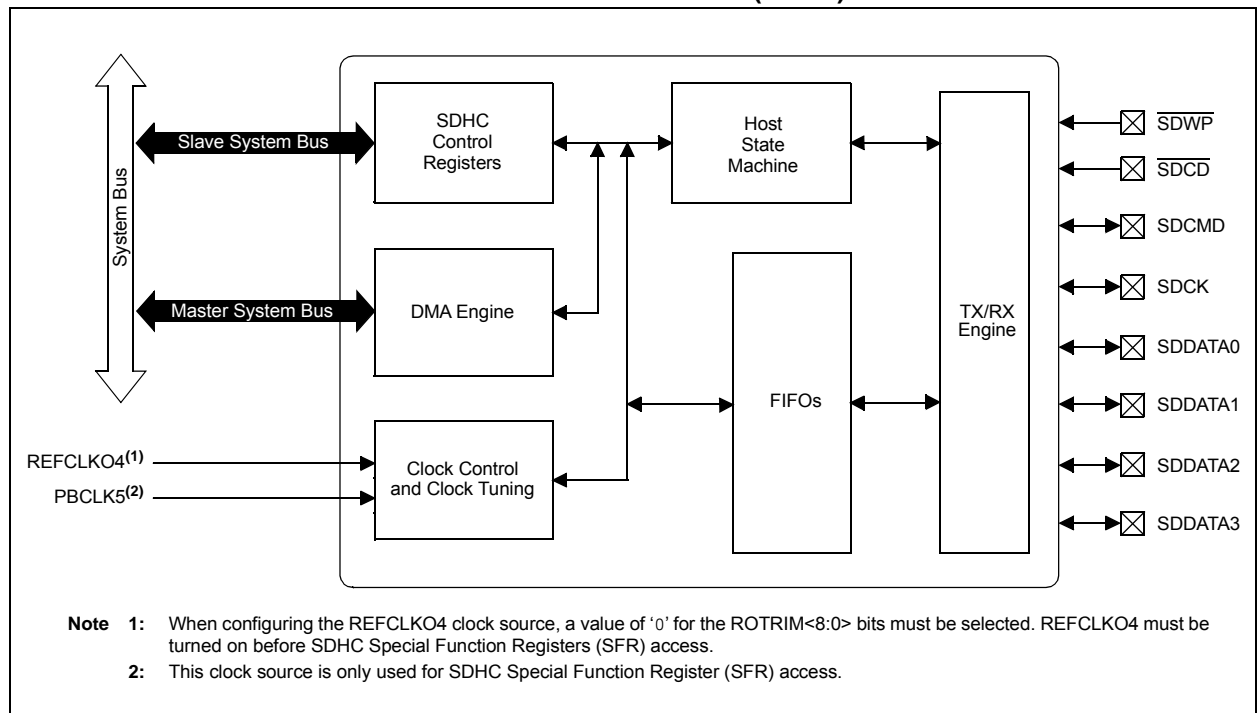 System Bus
Slave System Bus
Master System Bus
SDHC
Control
Registers
Host
State
Machine
DMA Engine
FIFOs
TX/RX
Engine
Clock Control
and Clock Tuning
REFCLKO4(1)
PBCLK5(2)
SDWP
SDCD
SDCMD
SDCK
SDDATA0
SDDATA1
SDDATA2
SDDATA3
Note 1: When configuring the REFCLKO4 clock source, a value of ‘0’ for the ROTRIM<8:0> bits must be selected. REFCLKO4 must be
turned on before SDHC Special Function Registers (SFR) access.
2: This clock source is only used for SDHC Special Function Register (SFR) access.